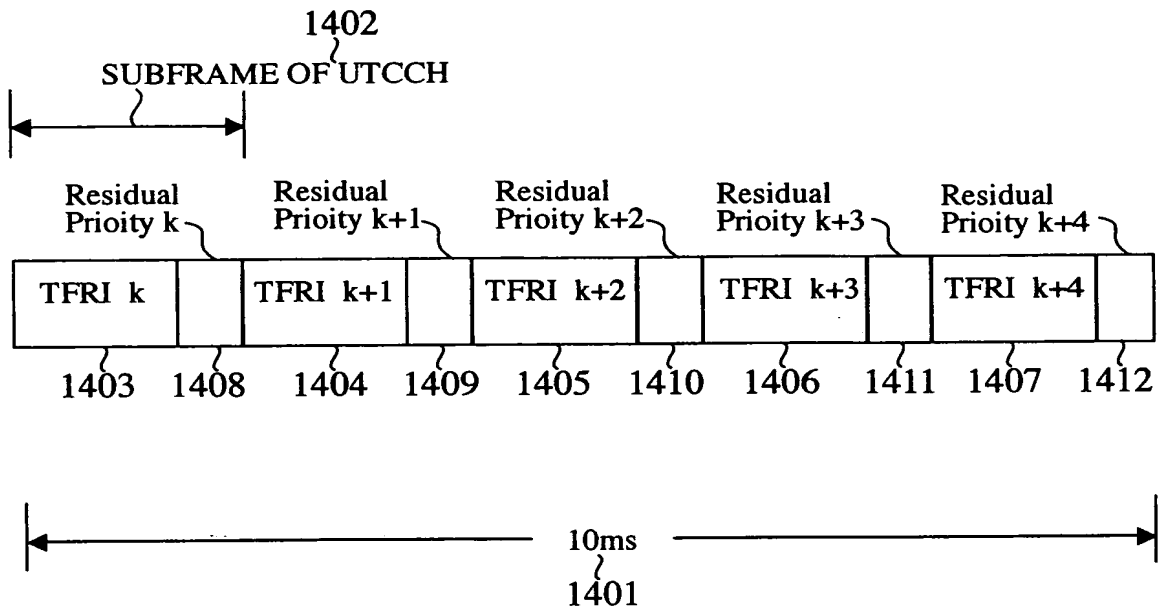 1402
SUBFRAME OF UTCCH
Residual
Prioity k
Residual
Prioity k+1
Residual
Prioity k+2
Residual
Prioity k+3
Residual
Prioity k+4
TFRI k
TFRI k+1
TFRI k+2
TFRI k+3
TFRI k+4
1403
1408
1404
1409
1405
1410
1406
1411
1407
1412
10ms
1401